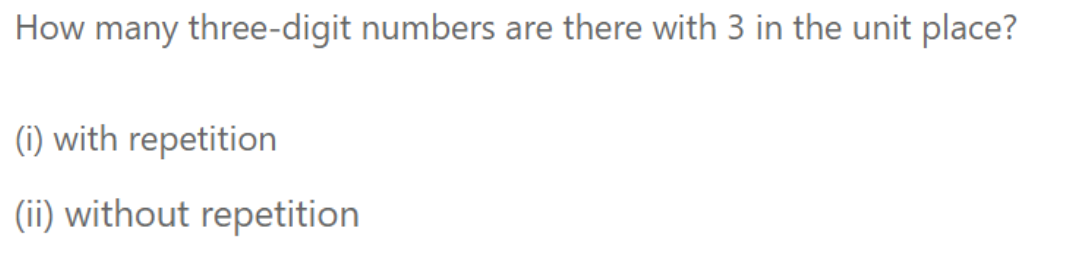 How many three-digit numbers are there with 3 in the unit place?
(i) with repetition
(ii) without repetition